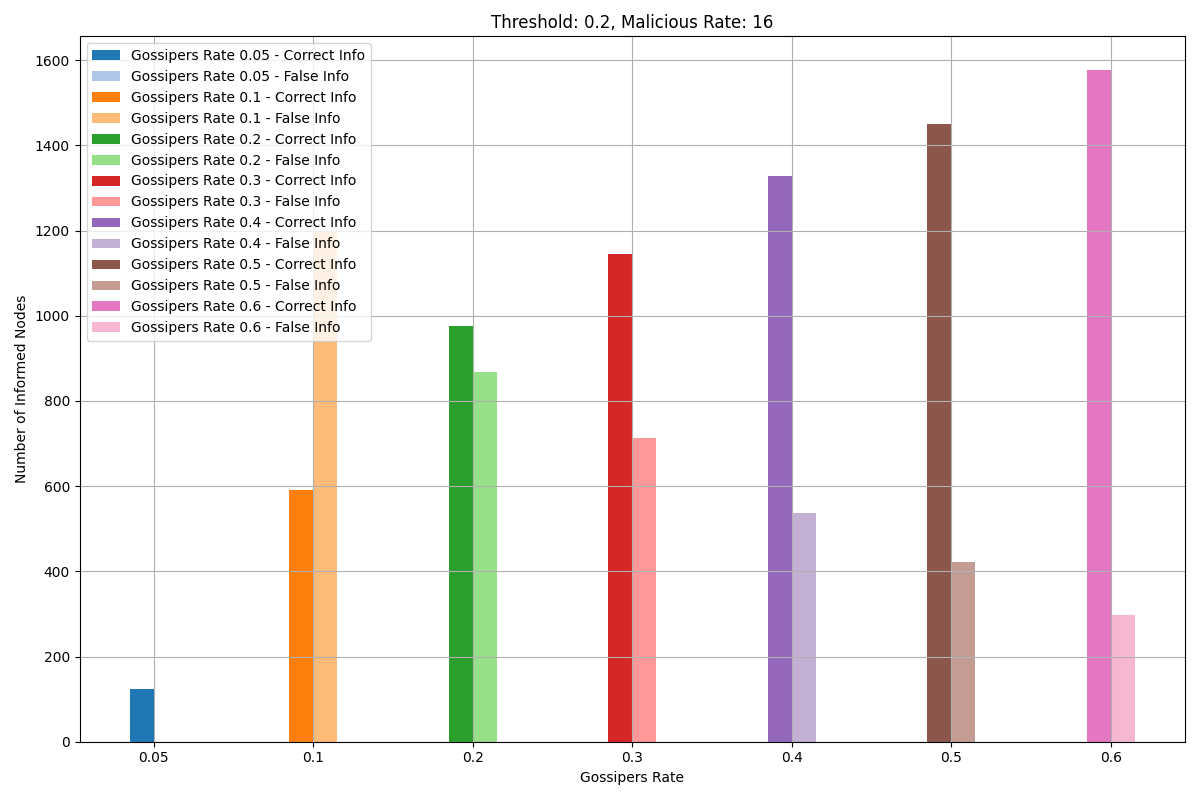 Threshold: 0.2, Malicious Rate: 16
Gossipers Rate 0.05 - Correct Info
Gossipers Rate 0.05 - False Info
Gossipers Rate 0.1 - Correct Info
Gossipers Rate 0.1 - False Info
Gossipers Rate 0.2 - Correct Info
Gossipers Rate 0.2 - False Info
Gossipers Rate 0.3 - Correct Info
Gossipers Rate 0.3 - False Info
Gossipers Rate 0.4 - Correct Info
Gossipers Rate 0.4 - False Info
Gossipers Rate 0.5 - Correct Info
Gossipers Rate 0.5 - False Info
Gossipers Rate 0.6 - Correct Info
Gossipers Rate 0.6 - False Info
Number of Informed Nodes
1600
1400
1200
1000
800
600
400
200
0
0.05 0.1 0.2 0.3 0.4 0.5 0.6
Gossipers Rate